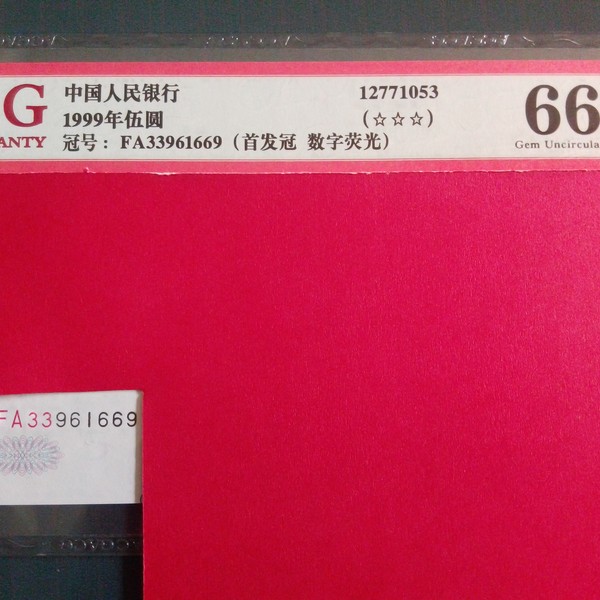 G
ANTY
中国人民银行
1999年伍圆
冠号：FA33961669（首发冠 数字荧光）
12771053
(☆☆☆)
66
Gem Uncircula
FA33961669